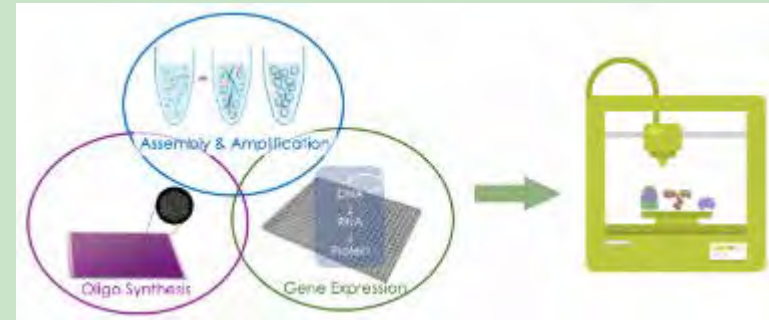 Assembly & Amplification
Oligo Synthesis
DNA
RNA
Protein
Gene Expression